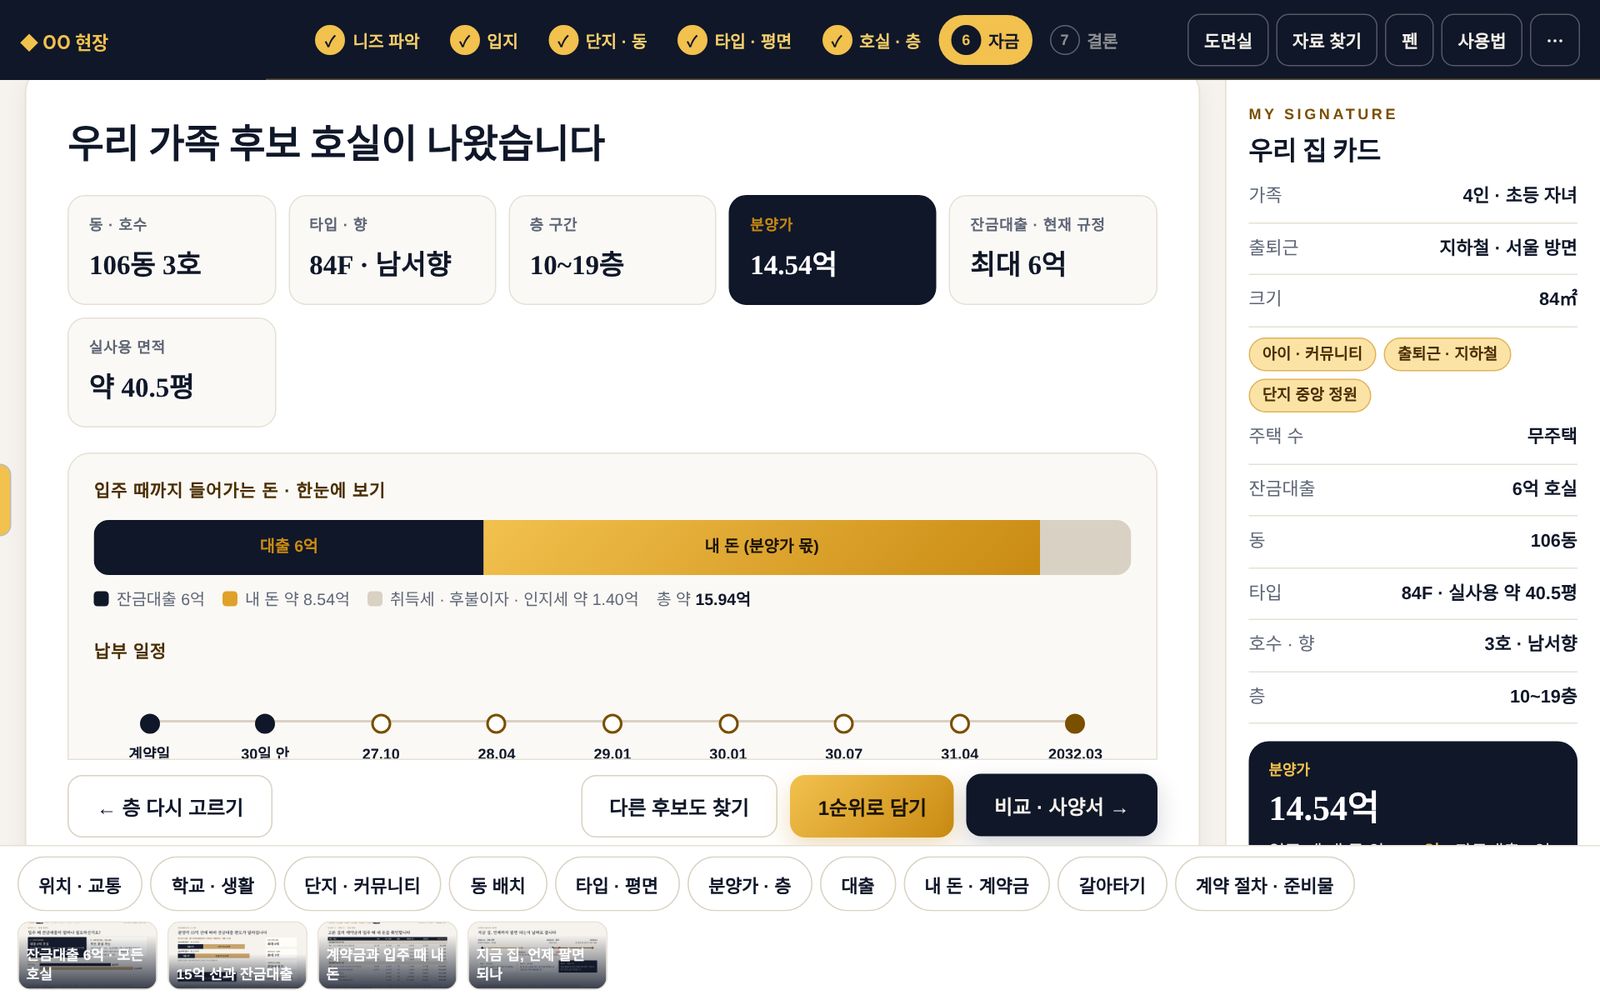 ◆ OO 현장
✓ 니즈 파악
✓ 입지
✓ 단지 · 동
✓ 타입 · 평면
✓ 호실 · 층
6 자금
7 결론
도면실
자료 찾기
펜
사용법
···
우리 가족 후보 호실이 나왔습니다
동 · 호수
106동 3호
타입 · 향
84F · 남서향
층 구간
10~19층
분양가
14.54억
잔금대출 · 현재 규정
최대 6억
실사용 면적
약 40.5평
입주 때까지 들어가는 돈 · 한눈에 보기
대출 6억
내 돈 (분양가 몫)
잔금대출 6억
내 돈 약 8.54억
취득세 · 후불이자 · 인지세 약 1.40억
총 약 15.94억
납부 일정
계약일
30일 안
27.10
28.04
29.01
30.01
30.07
31.04
2032.03
← 층 다시 고르기
다른 후보도 찾기
1순위로 담기
비교 · 사양서 →
MY SIGNATURE
우리 집 카드
가족 4인 · 초등 자녀
출퇴근 지하철 · 서울 방면
크기 84㎡
아이 · 커뮤니티
출퇴근 · 지하철
단지 중앙 정원
주택 수 무주택
잔금대출 6억 호실
동 106동
타입 84F · 실사용 약 40.5평
호수 · 향 3호 · 남서향
층 10~19층
분양가
14.54억
위치 · 교통
학교 · 생활
단지 · 커뮤니티
동 배치
타입 · 평면
분양가 · 층
대출
내 돈 · 계약금
갈아타기
계약 절차 · 준비물
잔금대출 6억 · 모든
호실
15억 선과 잔금대출
계약금과 입주 때 내
돈
지금 집, 언제 팔면
되나